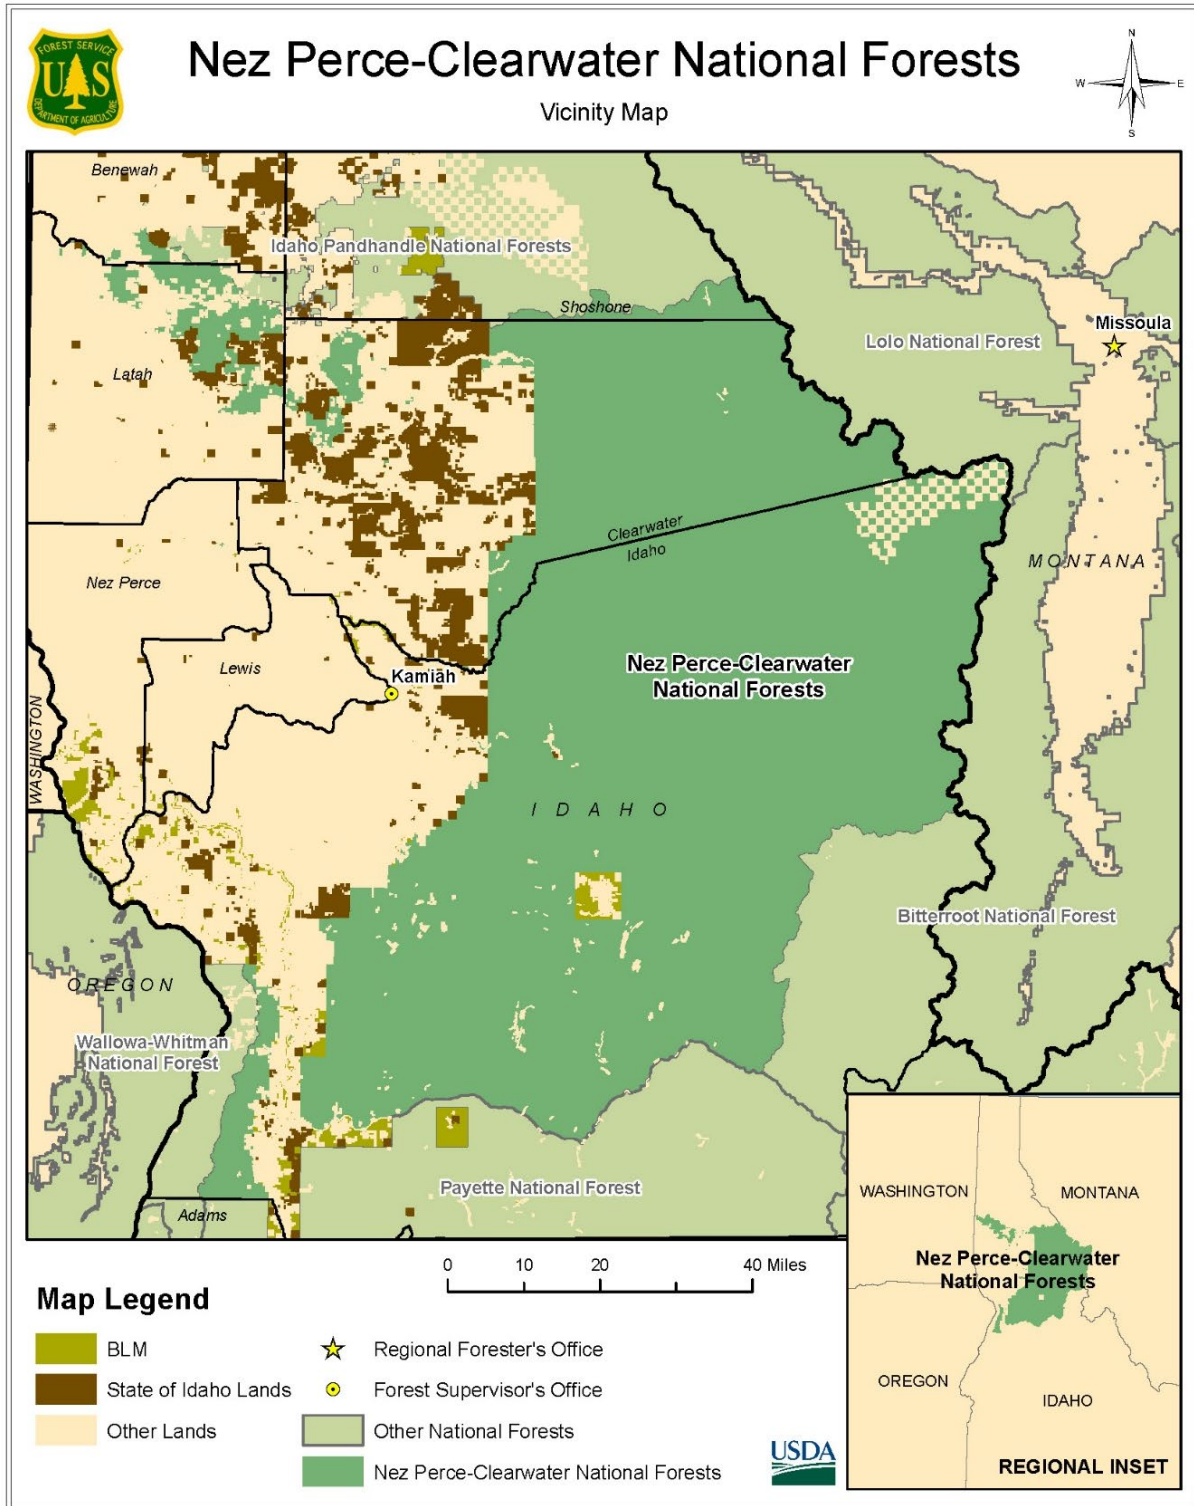 FOREST SERVICE
UAS
DEPARTMENT OF AGRICULTURE
Nez Perce-Clearwater National Forests
Vicinity Map
N
W
E
S
Benewah
Idaho Pandhandle National Forests
Shoshone
Missoula
Lolo National Forest
Latah
Clearwater
Idaho
MONTANA
Nez Perce
Lewis
Kamiah
Nez Perce-Clearwater
National Forests
WASHINGTON
IDAHO
Bitterroot National Forest
OREGON
Wallowa-Whitman
National Forest
Payette National Forest
Adams
WASHINGTON
MONTANA
Nez Perce-Clearwater
National Forests
OREGON
IDAHO
REGIONAL INSET
0 10 20 40 Miles
Map Legend
BLM
State of Idaho Lands
Other Lands
Regional Forester's Office
Forest Supervisor's Office
Other National Forests
Nez Perce-Clearwater National Forests
USDA